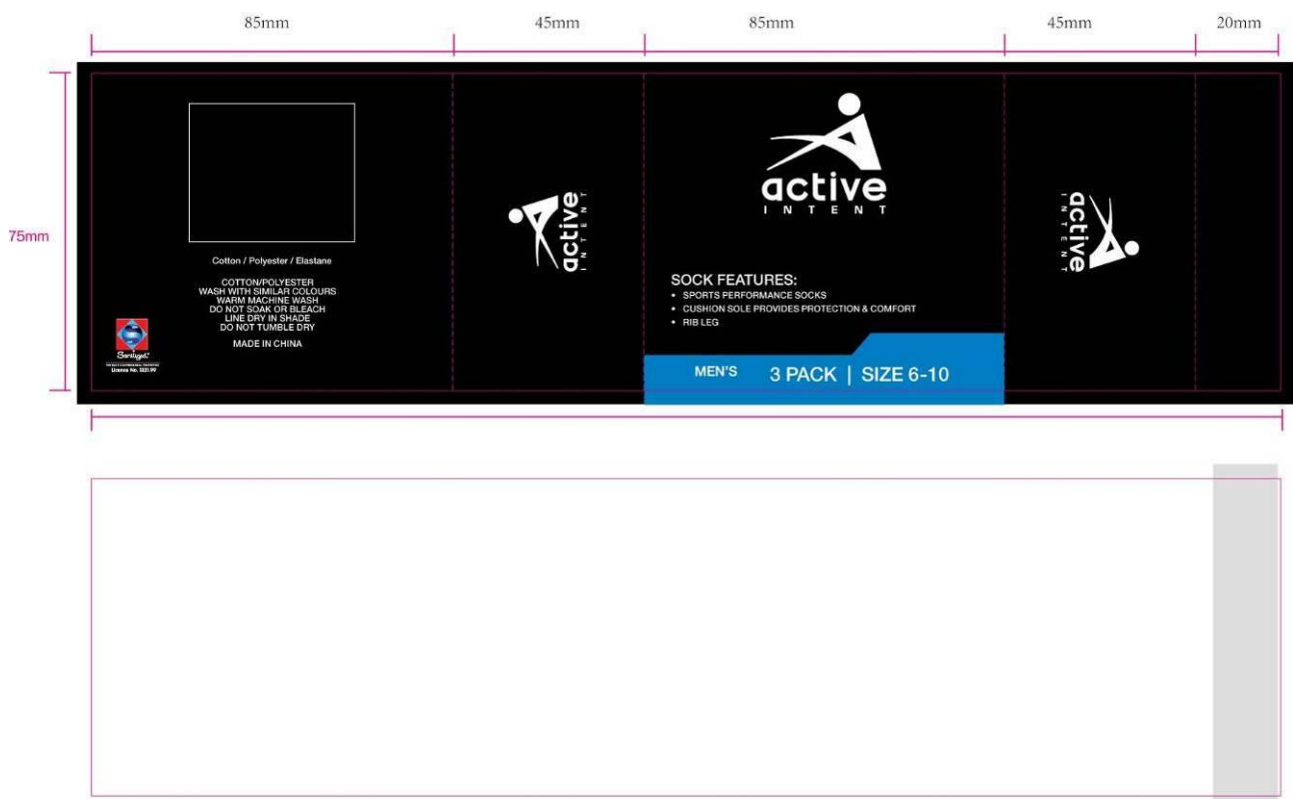 85mm
45mm
85mm
45mm
20mm
75mm
Cotton / Polyester / Elastane
COTTON/POLYESTER
WASH WITH SIMILAR COLOURS
WARM MACHINE WASH
DO NOT SOAK OR BLEACH
LINE DRY IN SHADE
DO NOT TUMBLE DRY
MADE IN CHINA
Sanitized
active
INTENT
active
INTENT
SOCK FEATURES:
• SPORTS PERFORMANCE SOCKS
• CUSHION SOLE PROVIDES PROTECTION & COMFORT
• RIB LEG
MEN'S 3 PACK | SIZE 6-10
active
INTENT